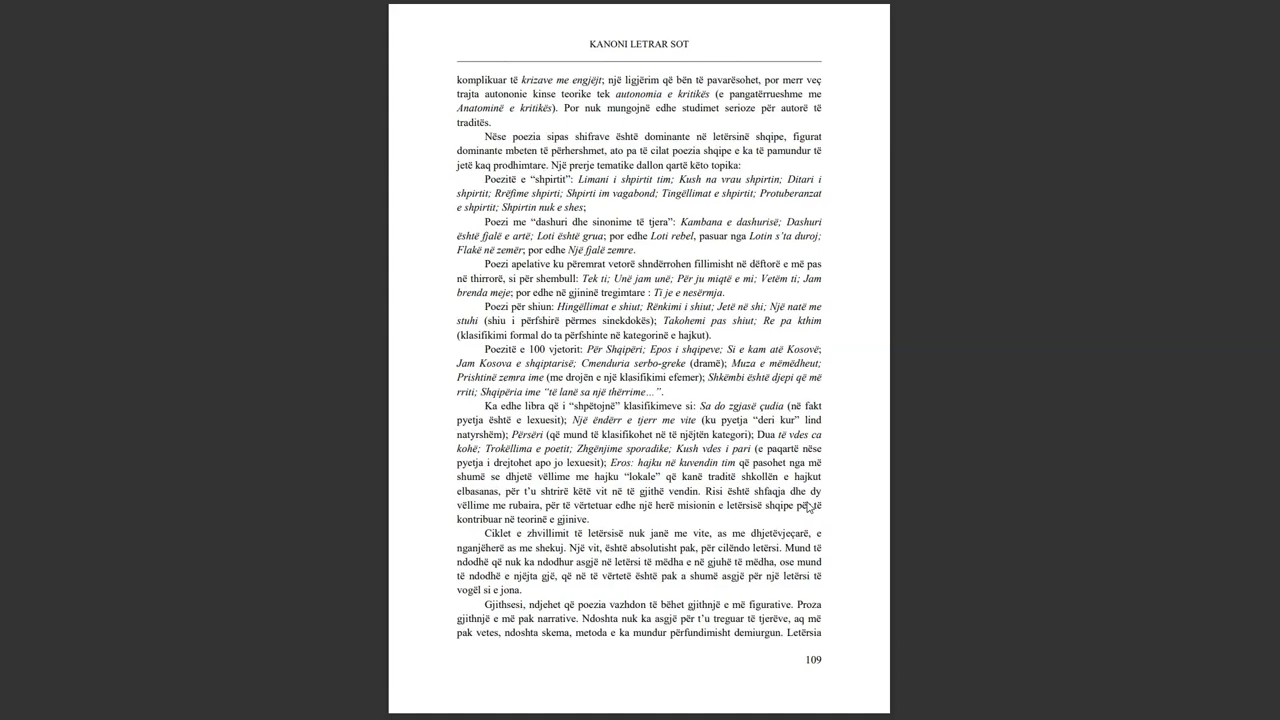 KANONI LETRAR SOT
komplikuar të krizave me engjëjt; një ligjërim që bën të pavarësohet, por merr veç
trajta autononie kinse teorike tek autonomia e kritikës (e pangatërrueshme me
Anatominë e kritikës). Por nuk mungojnë edhe studimet serioze për autorë të
traditës.
Nëse poezia sipas shifrave është dominante në letërsinë shqipe, figurat
dominante mbeten të përhershmet, ato pa të cilat poezia shqipe e ka të pamundur të
jetë kaq prodhimtare. Një prerje tematike dallon qartë këto topika:
Poezitë e “shpirtit”: Limani i shpirtit tim; Kush na vrau shpirtin; Ditari i
shpirtit; Rrëfime shpirti; Shpirti im vagabond; Tingëllimat e shpirtit; Protuberanzat
e shpirtit; Shpirtin nuk e shes;
Poezi me “dashuri dhe sinonime të tjera”: Kambana e dashurisë; Dashuri
është fjalë e artë; Loti është grua; por edhe Loti rebel, pasuar nga Lotin s’ta duroj;
Flakë në zemër; por edhe Një fjalë zemre.
Poezi apelative ku përemrat vetorë shndërrohen fillimisht në dëftorë e më pas
në thirrorë, si për shembull: Tek ti; Unë jam unë; Për ju miqtë e mi; Vetëm ti; Jam
brenda meje; por edhe në gjininë tregimtare : Ti je e nesërmja.
Poezi për shiun: Hingëllimat e shiut; Rënkimi i shiut; Jetë në shi; Një natë me
stuhi (shiu i përfshirë përmes sinekdokës); Takohemi pas shiut; Re pa kthim
(klasifikimi formal do ta përfshinte në kategorinë e hajkut).
Poezitë e 100 vjetorit: Për Shqipëri; Epos i shqipeve; Si e kam atë Kosovë;
Jam Kosova e shqiptarisë; Cmenduria serbo-greke (dramë); Muza e mëmëdheut;
Prishtinë zemra ime (me drojën e një klasifikimi efemer); Shkëmbi është djepi që më
rriti; Shqipëria ime “të lanë sa një thërrime…”.
Ka edhe libra që i “shpëtojnë” klasifikimeve si: Sa do zgjasë çudia (në fakt
pyetja është e lexuesit); Një ëndërr e tjerr me vite (ku pyetja “deri kur” lind
natyrshëm); Përsëri (që mund të klasifikohet në të njëjtën kategori); Dua të vdes ca
kohë; Trokëllima e poetit; Zhgënjime sporadike; Kush vdes i pari (e paqartë nëse
pyetja i drejtohet apo jo lexuesit); Eros: hajku në kuvendin tim që pasohet nga më
shumë se dhjetë vëllime me hajku “lokale” që kanë traditë shkollën e hajkut
elbasanas, për t’u shtrirë këtë vit në të gjithë vendin. Risi është shfaqja dhe dy
vëllime me rubaira, për të vërtetuar edhe një herë misionin e letërsisë shqipe për të
kontribuar në teorinë e gjinive.
Ciklet e zhvillimit të letërsisë nuk janë me vite, as me dhjetëvjeçarë, e
nganjëherë as me shekuj. Një vit, është absolutisht pak, për cilëndo letërsi. Mund të
ndodhë që nuk ka ndodhur asgjë në letërsi të mëdha e në gjuhë të mëdha, ose mund
të ndodhë e njëjta gjë, që në të vërtetë është pak a shumë asgjë për një letërsi të
vogël si e jona.
Gjithsesi, ndjehet që poezia vazhdon të bëhet gjithnjë e më figurative. Proza
gjithnjë e më pak narrative. Ndoshta nuk ka asgjë për t’u treguar të tjerëve, aq më
pak vetes, ndoshta skema, metoda e ka mundur përfundimisht demiurgun. Letërsia
109